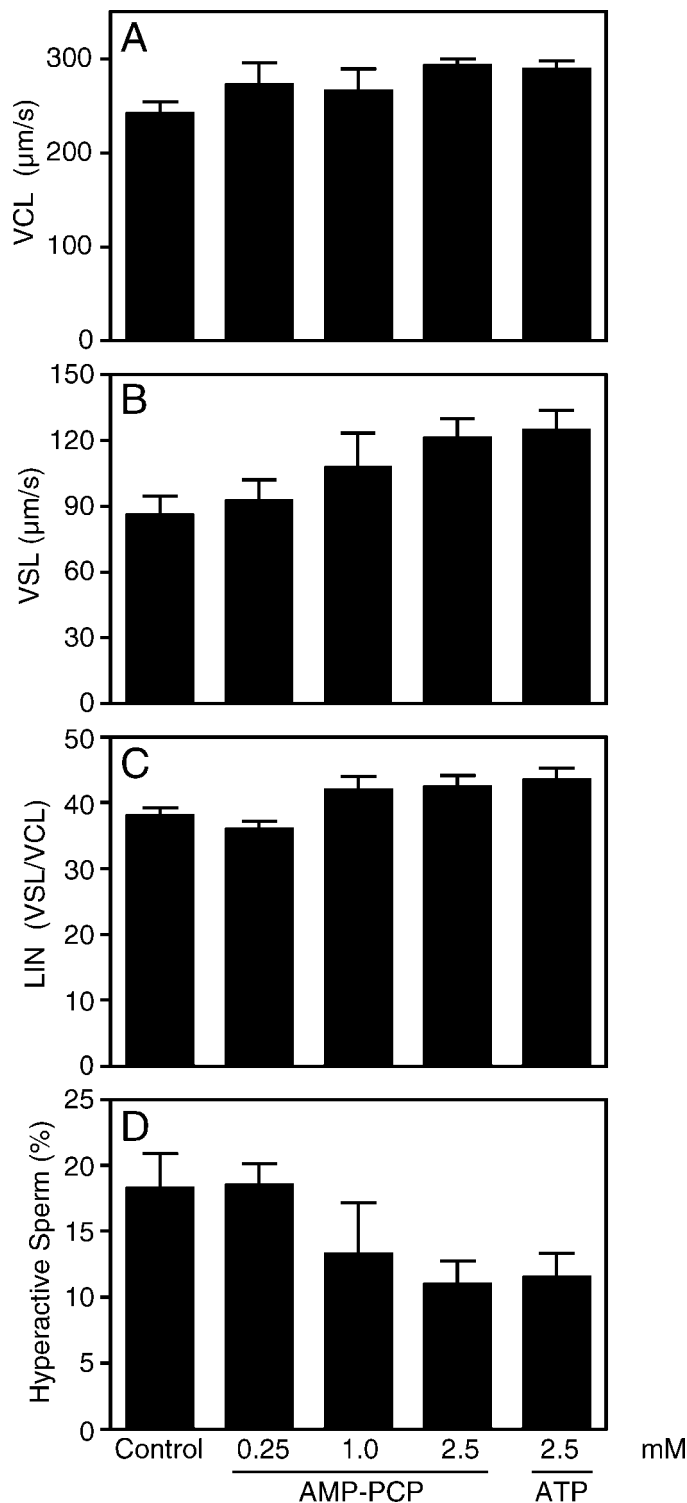 A
VCL (μm/s)
300
200
100
0
B
VSL (μm/s)
150
120
90
60
30
0
C
LIN (VSL/VCL)
50
40
30
20
10
0
D
Hyperactive Sperm (%)
25
20
15
10
5
0
Control 0.25 1.0 2.5 2.5 mM
AMP-PCP ATP